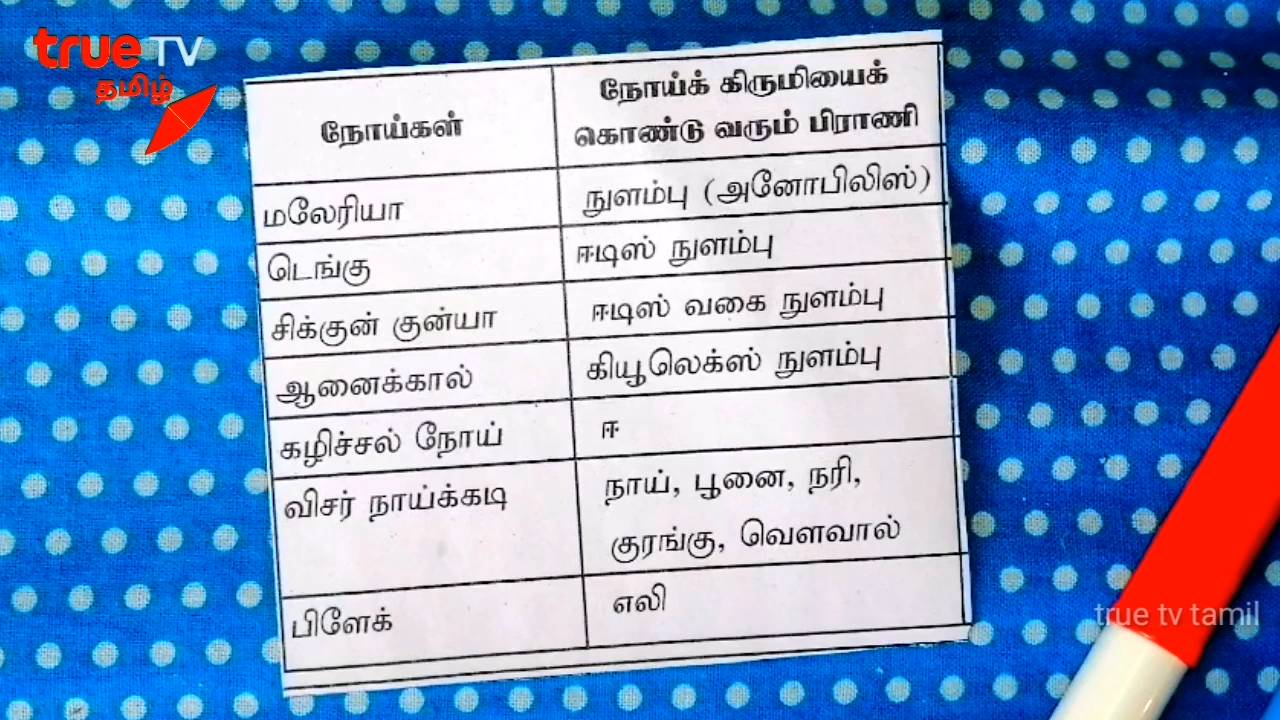 true TV
தமிழ்
நோய்கள்
நோய்க் கிருமியைக்
கொண்டு வரும் பிராணி
மலேரியா
நுளம்பு (அனோபிலிஸ்)
டெங்கு
ஈடிஸ் நுளம்பு
சிக்குன் குன்யா
ஈடிஸ் வகை நுளம்பு
ஆனைக்கால்
கியூலெக்ஸ் நுளம்பு
கழிச்சல் நோய்
ஈ
விசர் நாய்க்கடி
நாய், பூனை, நரி,
குரங்கு, வௌவால்
பிளேக்
எலி
true tv tamil